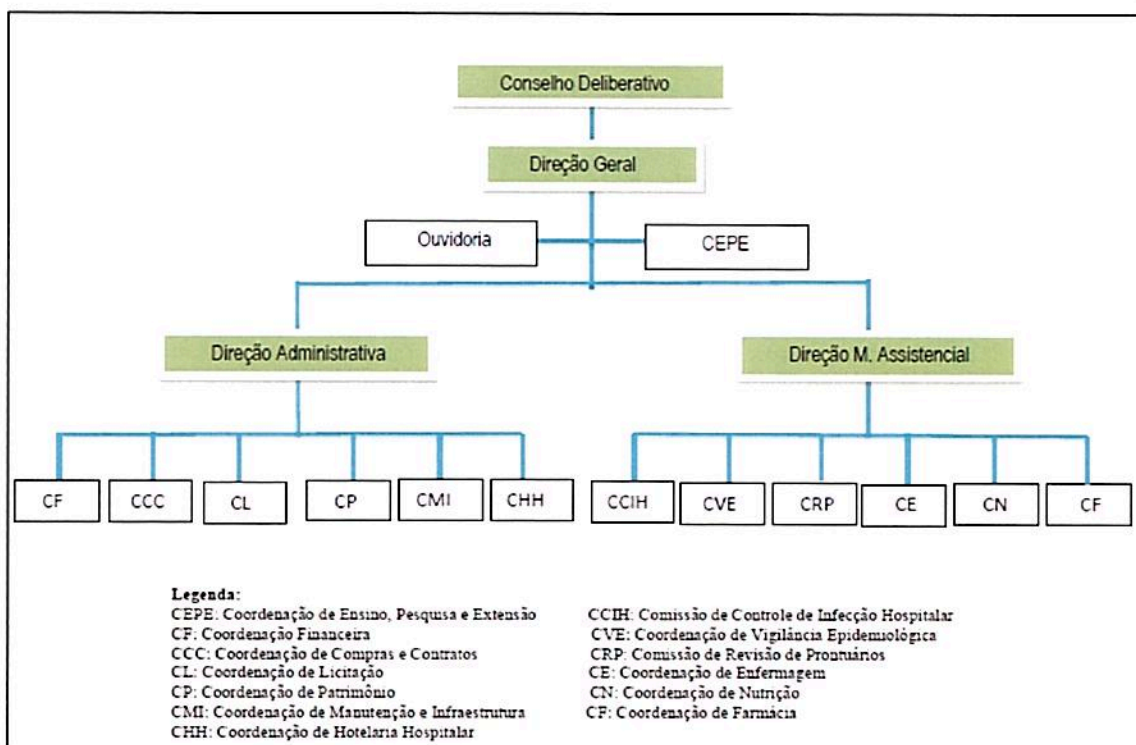 Conselho Deliberativo
Direção Geral
Ouvidoria
CEPE
Direção Administrativa
Direção M. Assistencial
CF
CCC
CL
CP
CMI
CHH
CCIH
CVE
CRP
CE
CN
CF
Legenda:
CEPE: Coordenação de Ensino, Pesquisa e Extensão
CF: Coordenação Financeira
CCC: Coordenação de Compras e Contratos
CL: Coordenação de Licitação
CP: Coordenação de Patrimônio
CMI: Coordenação de Manutenção e Infraestrutura
CHH: Coordenação de Hotelaria Hospitalar
CCIH: Comissão de Controle de Infecção Hospitalar
CVE: Coordenação de Vigilância Epidemiológica
CRP: Comissão de Revisão de Prontuários
CE: Coordenação de Enfermagem
CN: Coordenação de Nutrição
CF: Coordenação de Farmácia